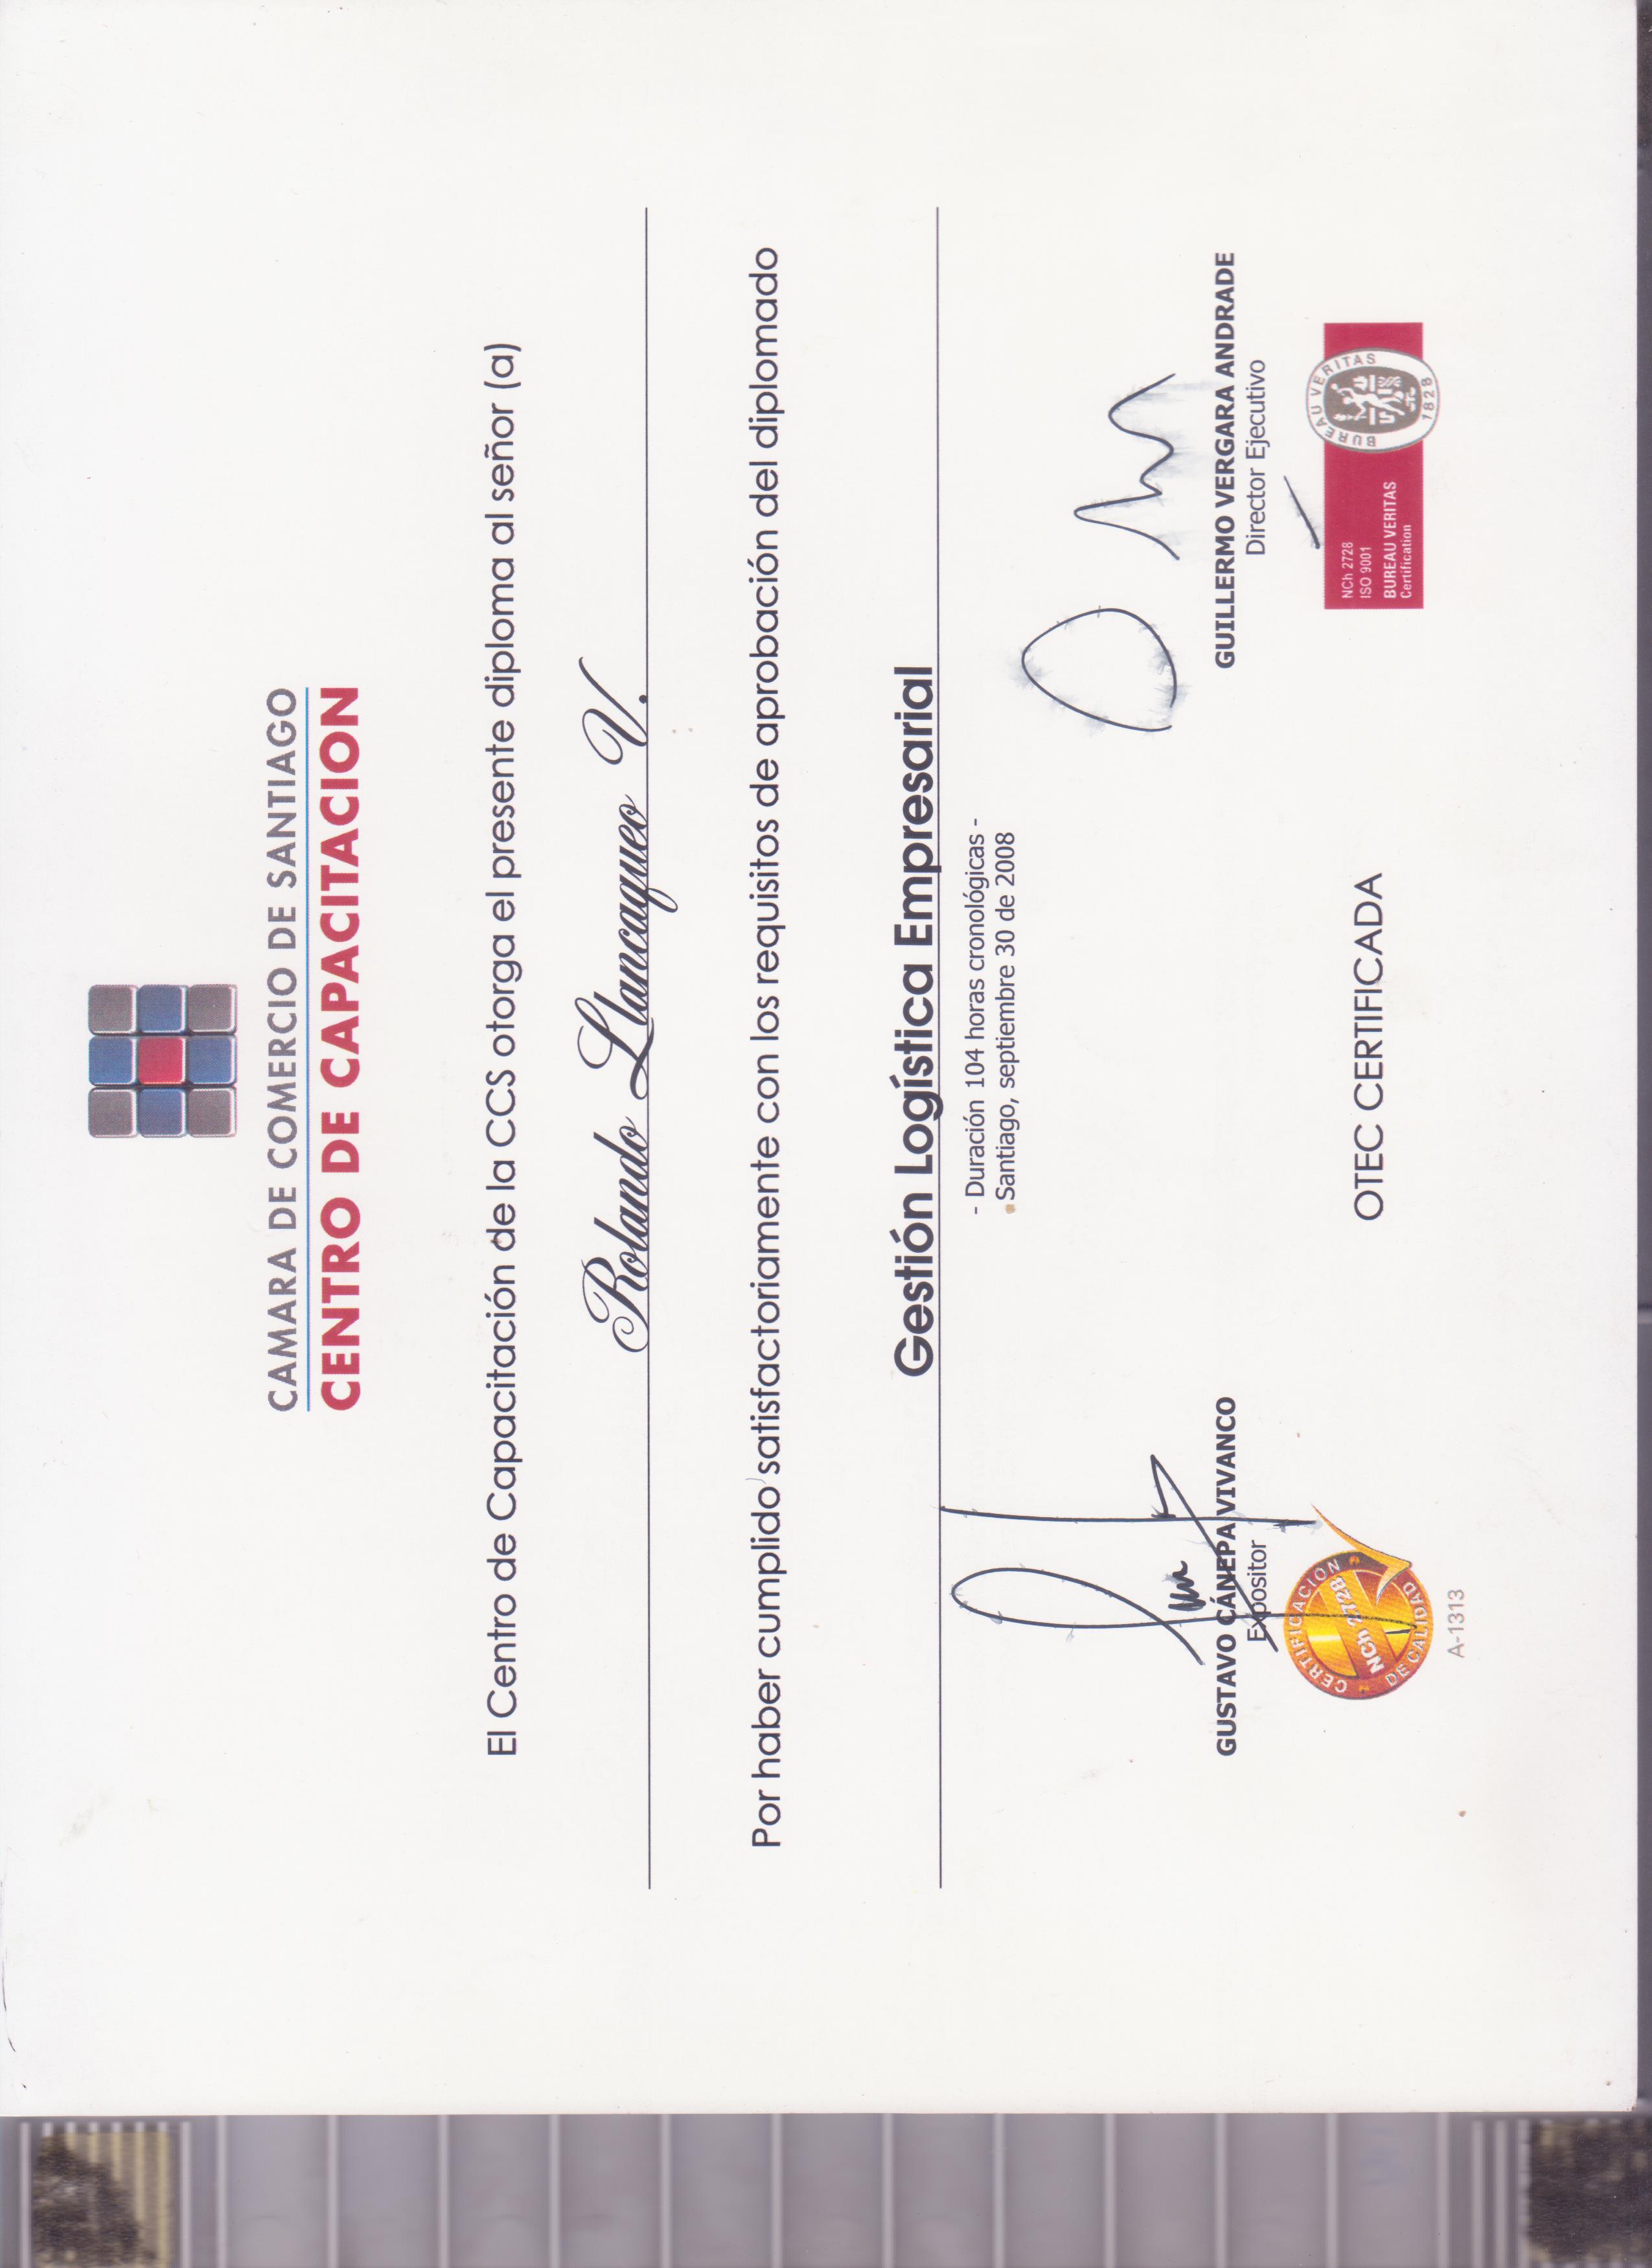 CAMARA DE COMERCIO DE SANTIAGO
CENTRO DE CAPACITACION
El Centro de Capacitación de la CCS otorga el presente diploma al señor (a)
Rolando Llancaqueo V.
Por haber cumplido satisfactoriamente con los requisitos de aprobación del diplomado
Gestión Logística Empresarial
- Duración 104 horas cronológicas -
Santiago, septiembre 30 de 2008
GUSTAVO CÁNEPA VIVANCO
Expositor
GUILLERMO VERGARA ANDRADE
Director Ejecutivo
CERTIFICACION
NCh 2728
DE CALIDAD
A-1313
OTEC CERTIFICADA
NCh 2728
ISO 9001
BUREAU VERITAS
Certification
BUREAU VERITAS
1828